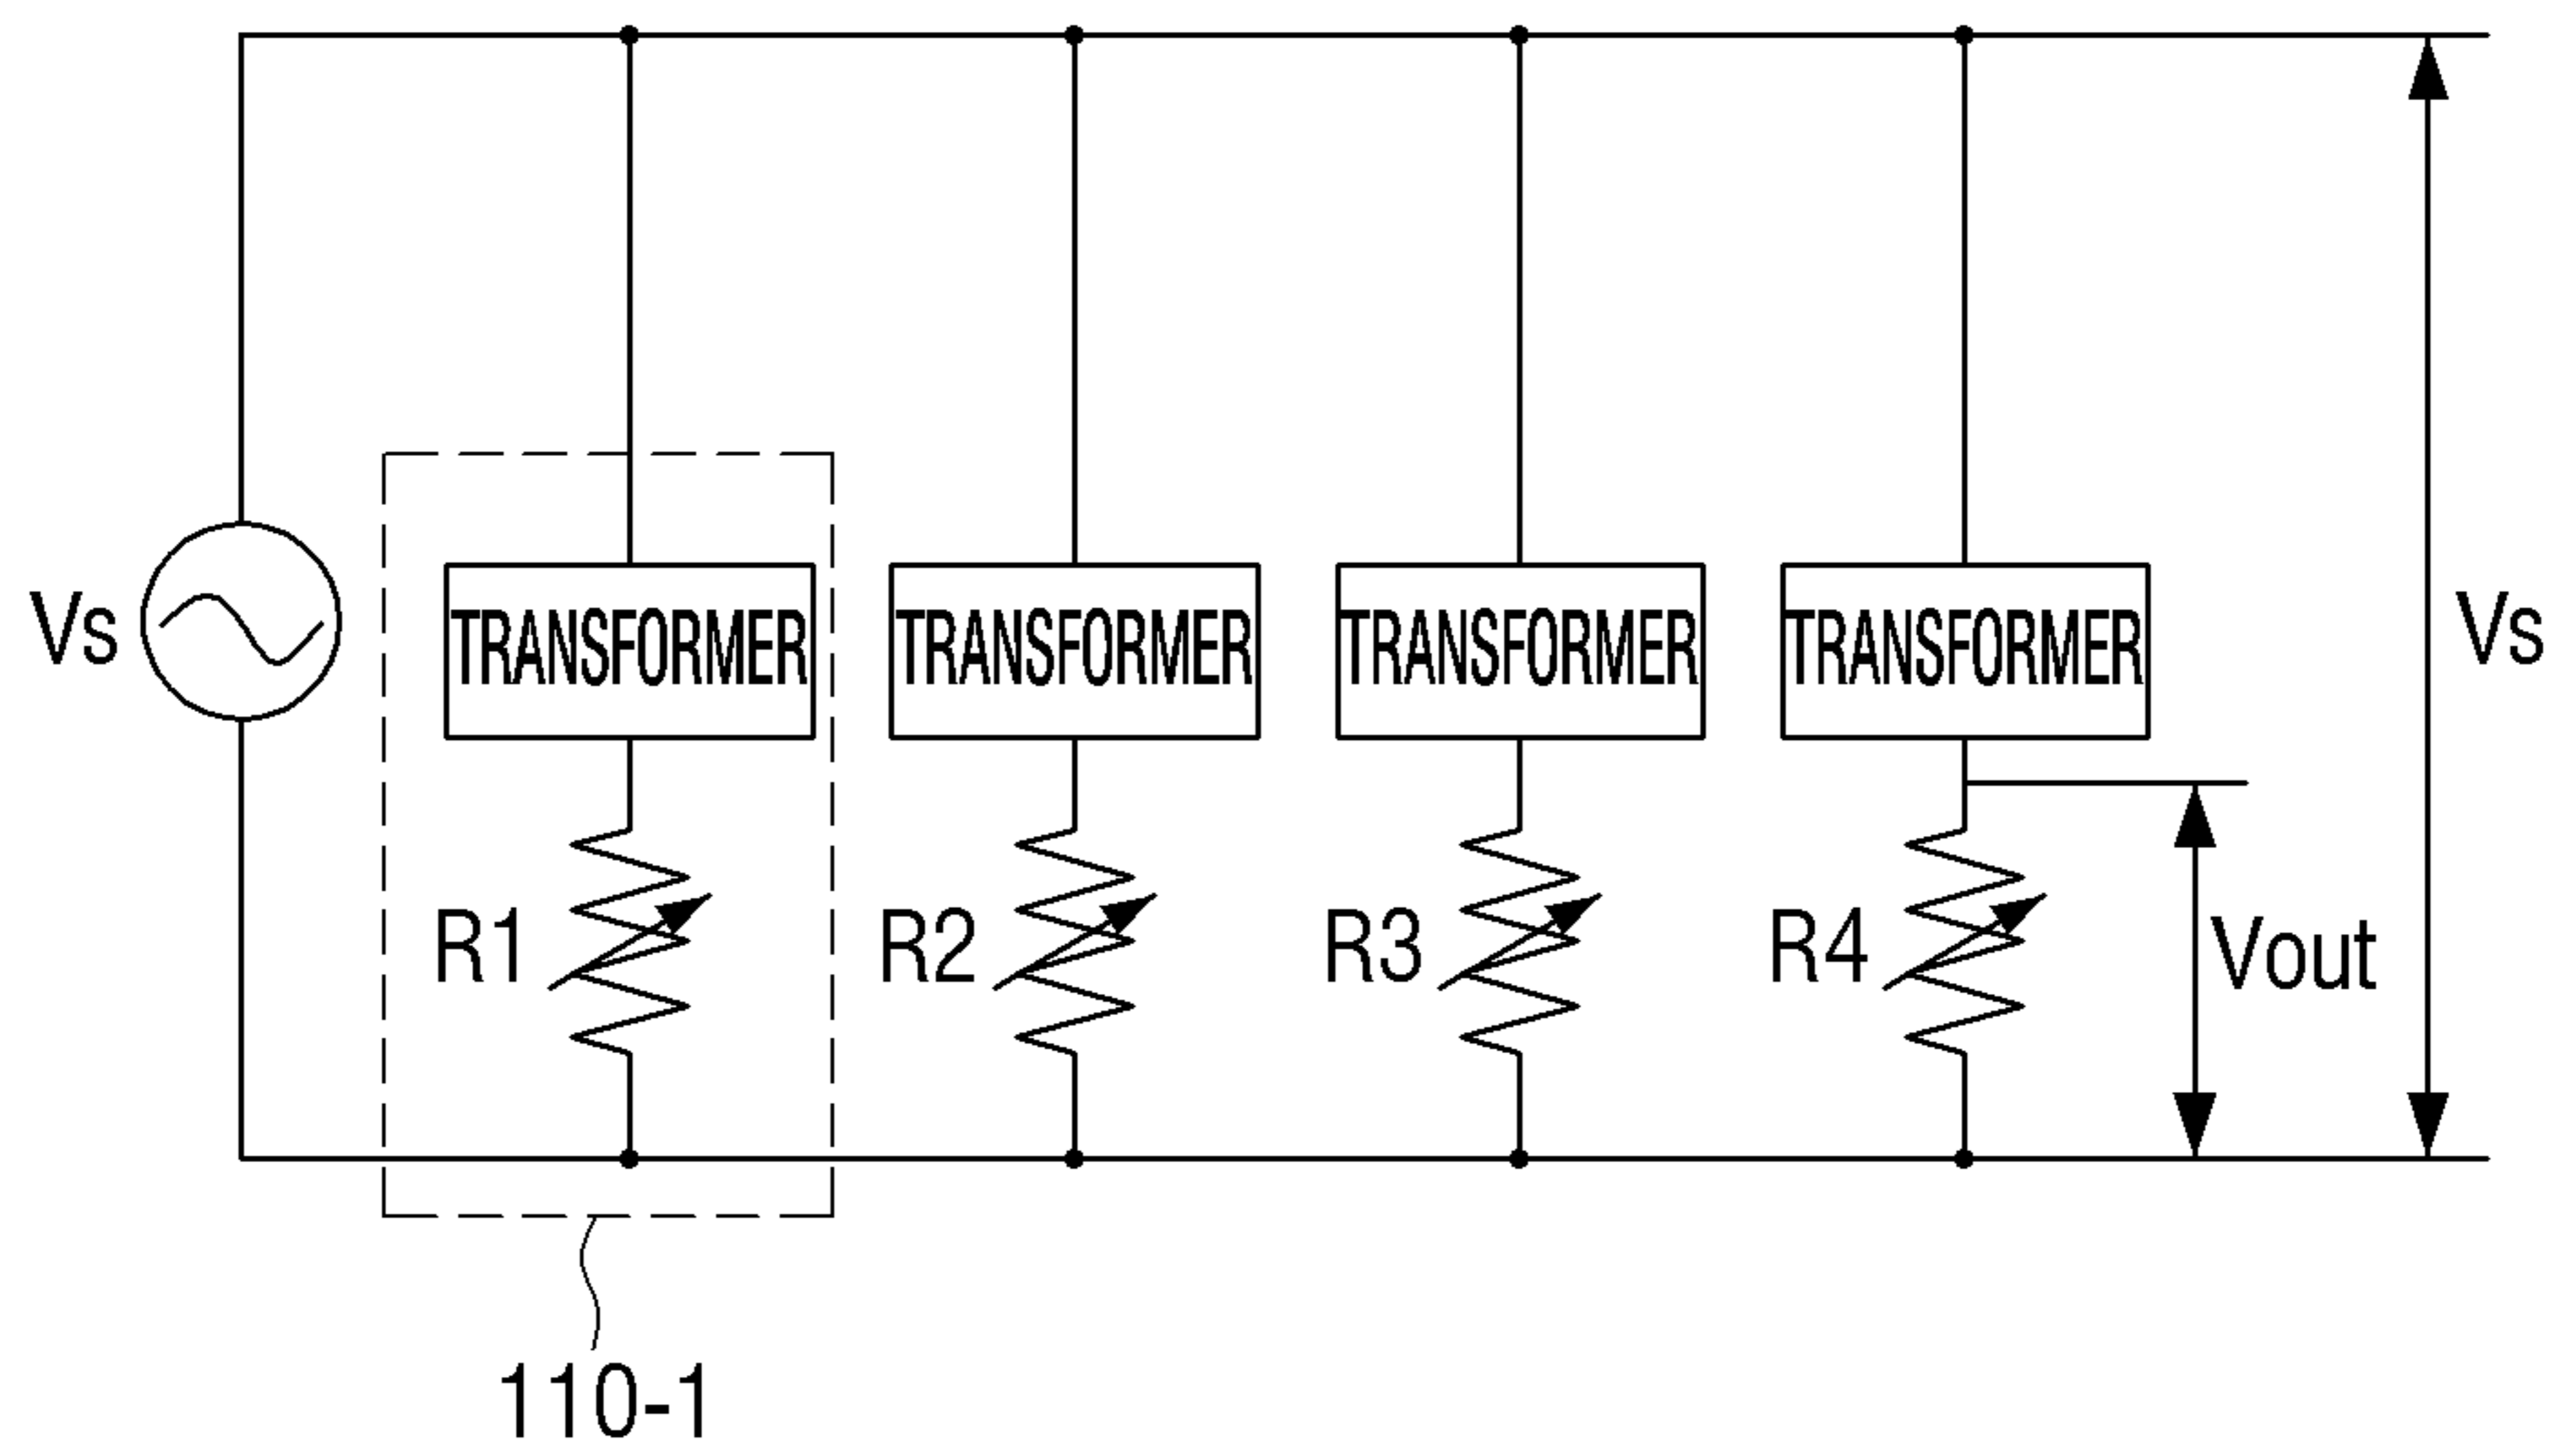 Vs
TRANSFORMER
TRANSFORMER
TRANSFORMER
TRANSFORMER
Vs
R1
R2
R3
R4
Vout
110-1